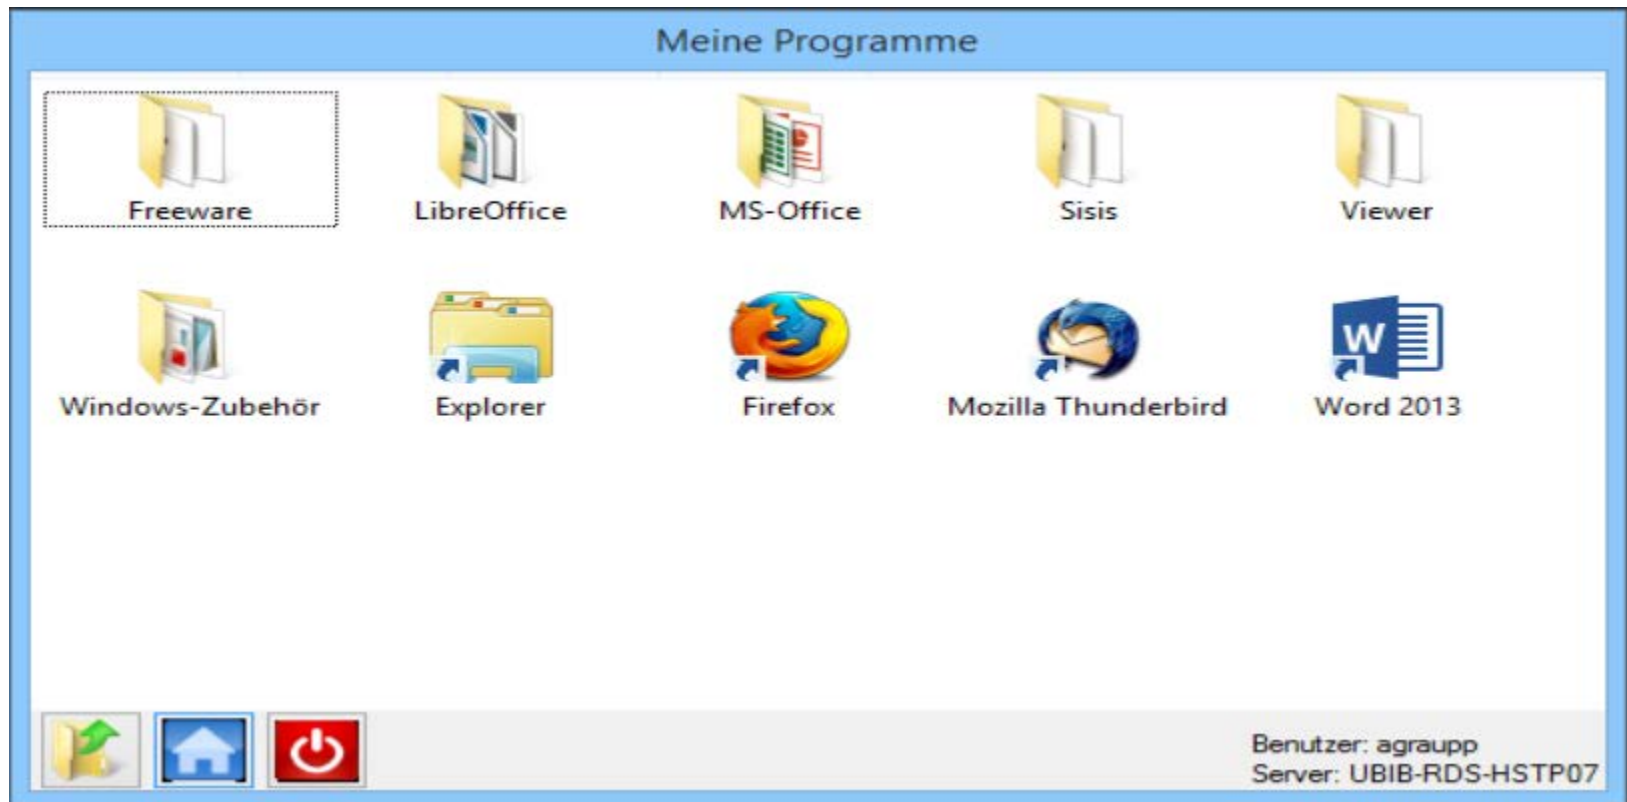 Meine Programme
Freeware LibreOffice MS-Office Sisis Viewer
W
Windows-Zubehör Explorer Firefox Mozilla Thunderbird Word 2013
Benutzer: agraupp
Server: UBIB-RDS-HSTP07